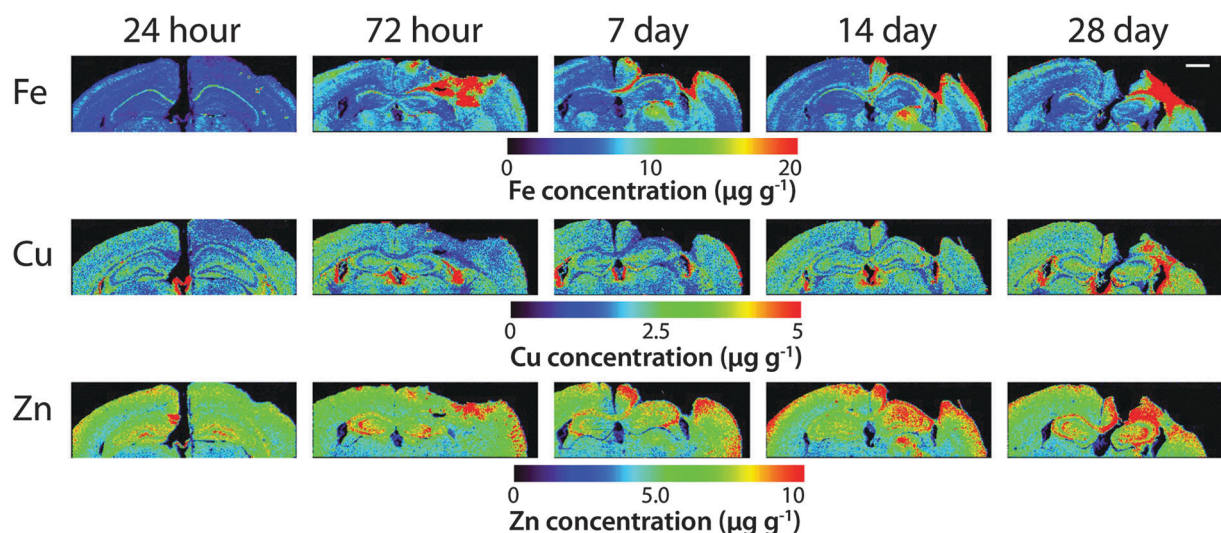 24 hour 72 hour 7 day 14 day 28 day
Fe
0 10 20
Fe concentration (µg g⁻¹)
Cu
0 2.5 5
Cu concentration (µg g⁻¹)
Zn
0 5.0 10
Zn concentration (µg g⁻¹)